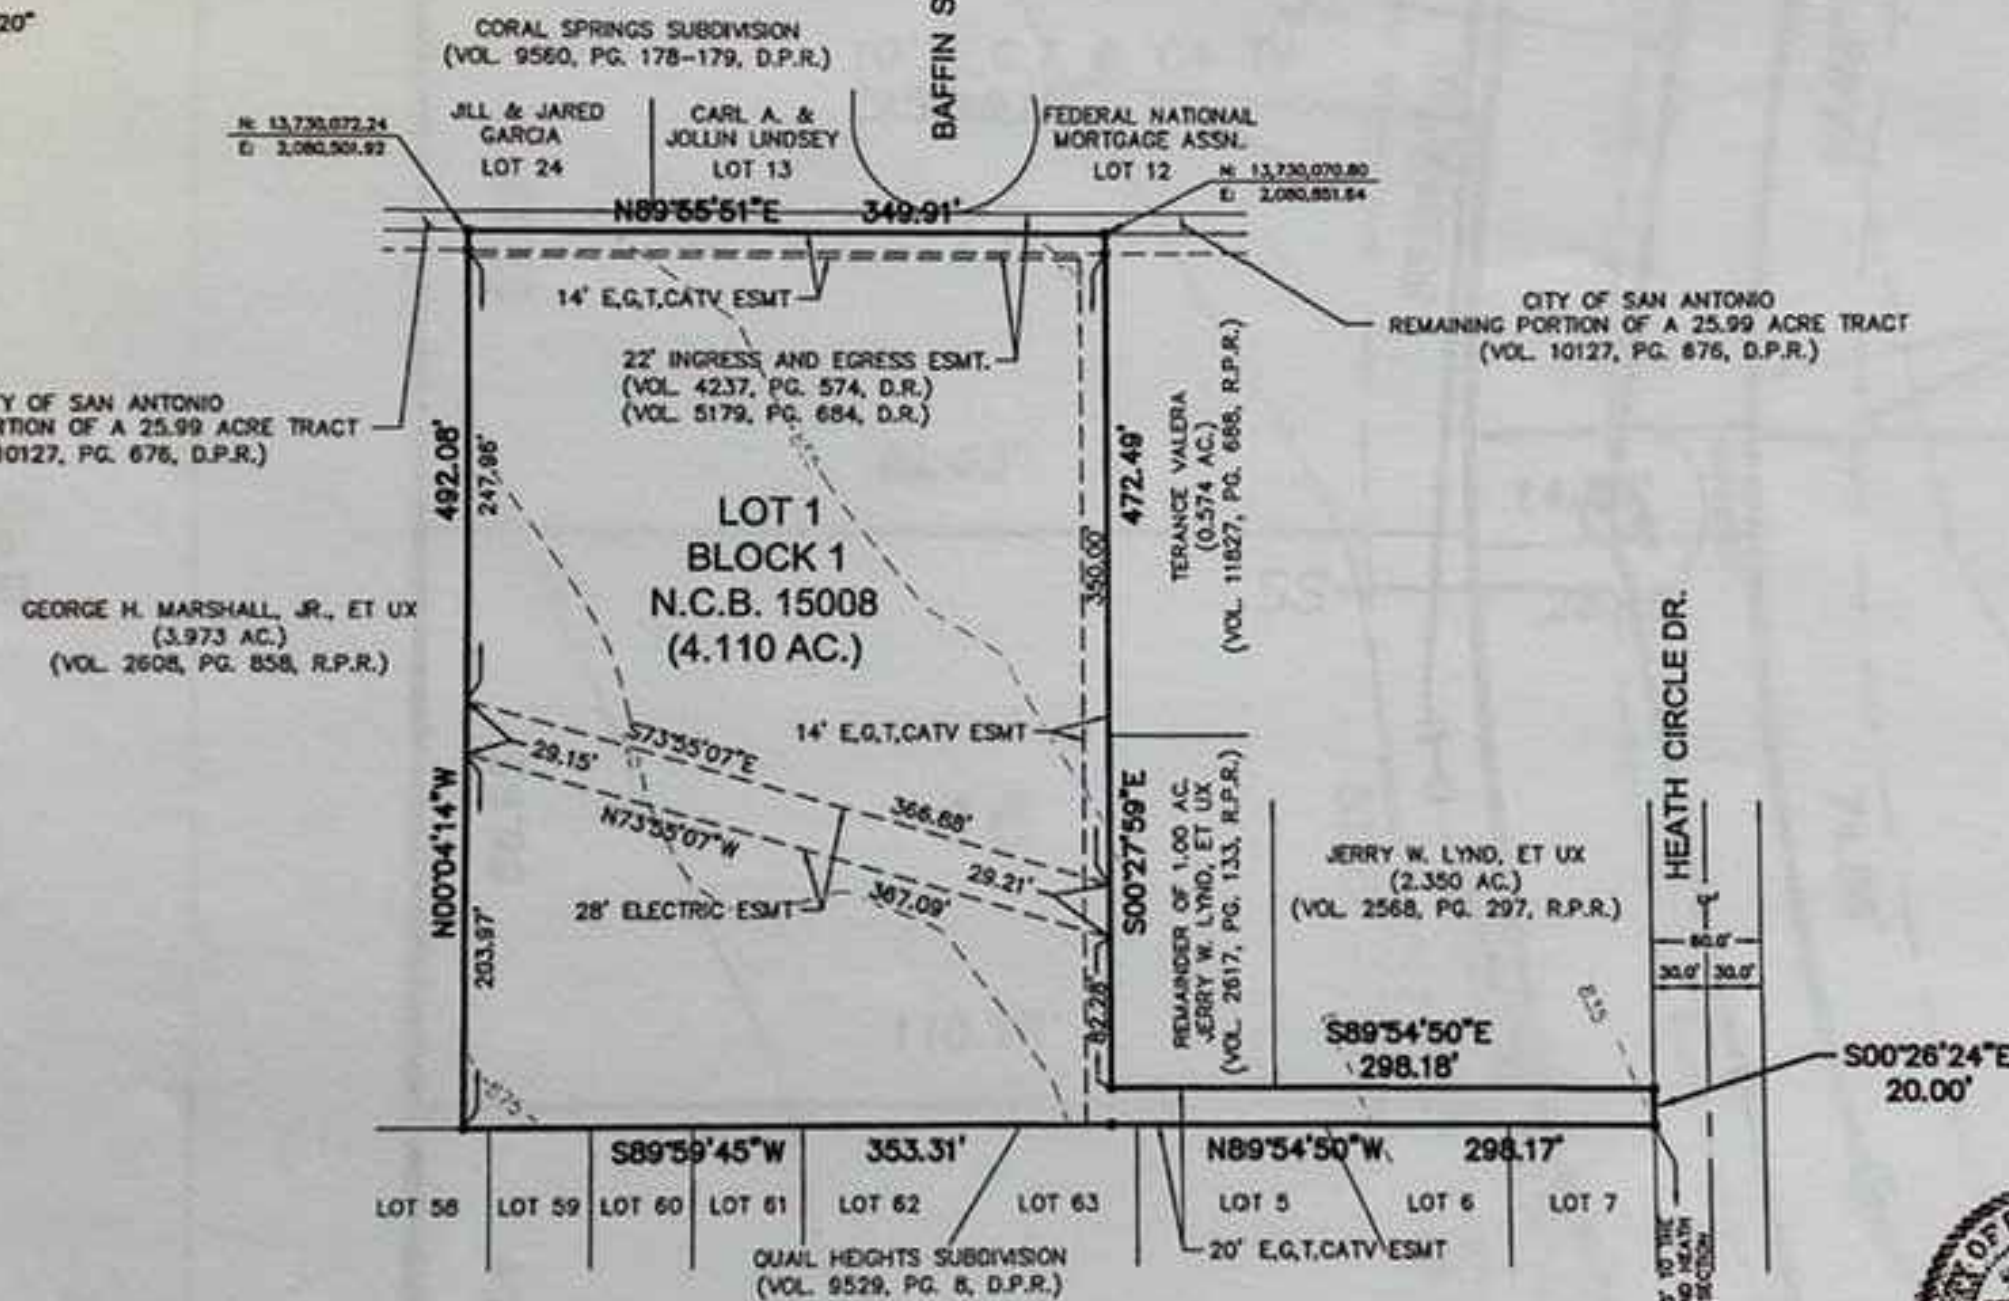 20"
CORAL SPRINGS SUBDIVISION
(VOL. 9560, PG. 178-179, D.P.R.)
BAFFIN S
JILL & JARED
GARCIA
LOT 24
CARL A. &
JOLLIN LINDSEY
LOT 13
FEDERAL NATIONAL
MORTGAGE ASSN.
LOT 12
N: 13,730,072.24
E: 2,080,501.92
N: 13,730,070.80
E: 2,080,851.84
N89°55'51"E 349.91'
14' E,G,T,CATV ESMT
22' INGRESS AND EGRESS ESMT.
(VOL. 4237, PG. 574, D.R.)
(VOL. 5179, PG. 684, D.R.)
CITY OF SAN ANTONIO
REMAINING PORTION OF A 25.99 ACRE TRACT
(VOL. 10127, PG. 676, D.P.R.)
Y OF SAN ANTONIO
RTION OF A 25.99 ACRE TRACT
10127, PG. 676, D.P.R.)
492.08'
247.96'
LOT 1
BLOCK 1
N.C.B. 15008
(4.110 AC.)
350.00'
472.49'
TERANCE VALERA
(0.574 AC.)
(VOL. 11827, PG. 688, R.P.R.)
GEORGE H. MARSHALL, JR., ET UX
(3.973 AC.)
(VOL. 2608, PG. 858, R.P.R.)
HEATH CIRCLE DR.
14' E,G,T,CATV ESMT
S73°55'07"E
366.68'
29.15'
N73°55'07"W
367.09'
29.21'
28' ELECTRIC ESMT
N00°04'14"W
203.97'
S00°27'59"E
82.28'
REMAINDER OF 1.00 AC.
JERRY W. LYND, ET UX
(VOL. 2617, PG. 133, R.P.R.)
JERRY W. LYND, ET UX
(2.350 AC.)
(VOL. 2568, PG. 297, R.P.R.)
60.0'
30.0' 30.0'
835
S89°54'50"E
298.18'
S00°26'24"E
20.00'
875
S89°59'45"W 353.31'
N89°54'50"W 298.17'
LOT 58
LOT 59
LOT 60
LOT 61
LOT 62
LOT 63
LOT 5
LOT 6
LOT 7
20' E,G,T,CATV ESMT
QUAIL HEIGHTS SUBDIVISION
(VOL. 9529, PG. 8, D.P.R.)
TO THE
ND HEATH
SECTION